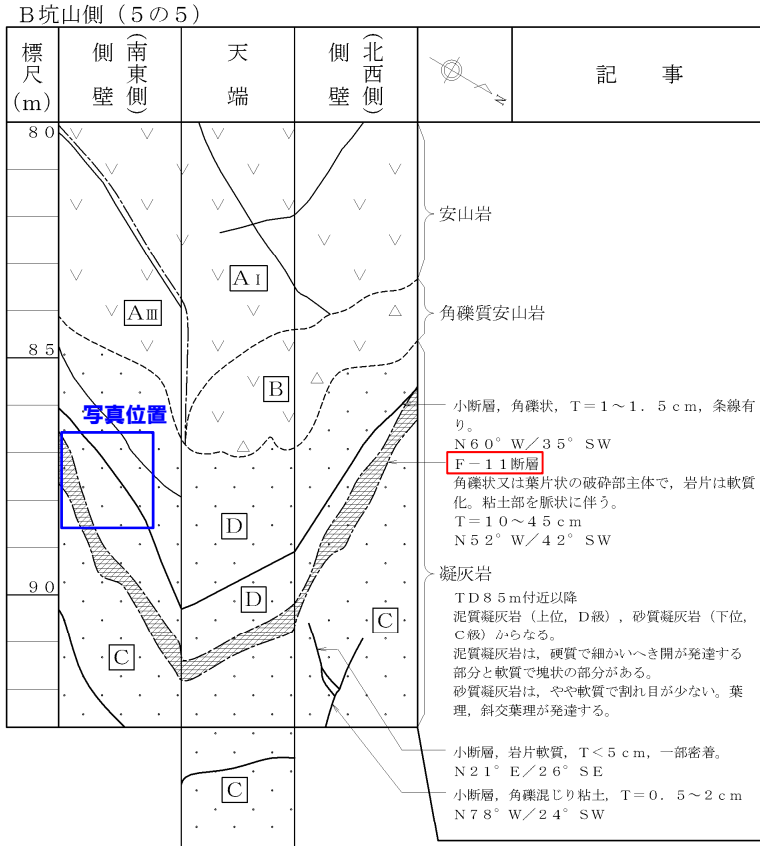 B坑山側（5の5）
標尺(m)
側壁(南東側)
天端
側壁(北西側)
N
記事
80
安山岩
AⅠ
AⅢ
角礫質安山岩
85
B
写真位置
小断層，角礫状，T＝1～1．5cm，条線有
り。
N60°W／35°SW
F－11断層
角礫状又は葉片状の破砕部主体で，岩片は軟質
化。粘土部を脈状に伴う。
T＝10～45cm
N52°W／42°SW
D
凝灰岩
90
D
C
C
TD85m付近以降
泥質凝灰岩（上位，D級），砂質凝灰岩（下位，
C級）からなる。
泥質凝灰岩は，硬質で細かいへき開が発達する
部分と軟質で塊状の部分がある。
砂質凝灰岩は，やや軟質で割れ目が少ない。葉
理，斜交葉理が発達する。
小断層，岩片軟質，T＜5cm，一部密着。
N21°E／26°SE
C
小断層，角礫混じり粘土，T＝0．5～2cm
N78°W／24°SW